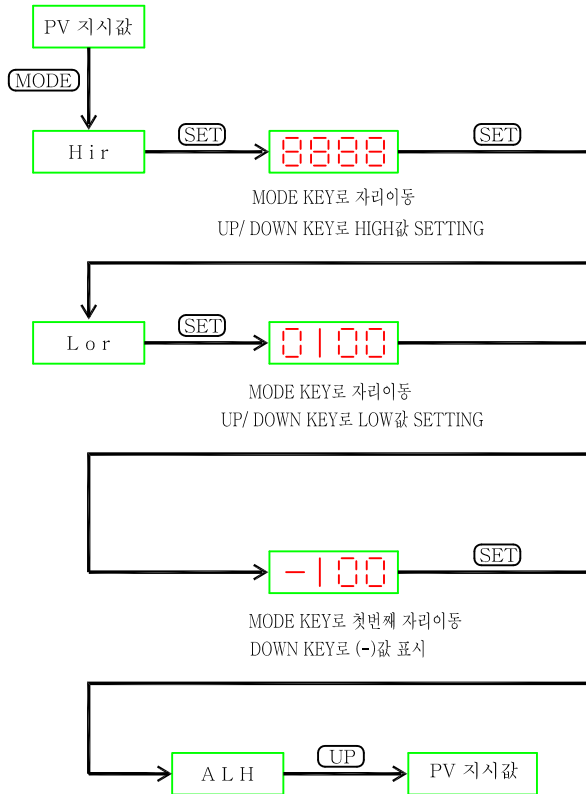 PV 지시값
MODE
Hir
SET
8888
SET
MODE KEY로 자리이동
UP/ DOWN KEY로 HIGH값 SETTING
Lor
SET
0100
MODE KEY로 자리이동
UP/ DOWN KEY로 LOW값 SETTING
-100
SET
MODE KEY로 첫번째 자리이동
DOWN KEY로 (-)값 표시
ALH
UP
PV 지시값